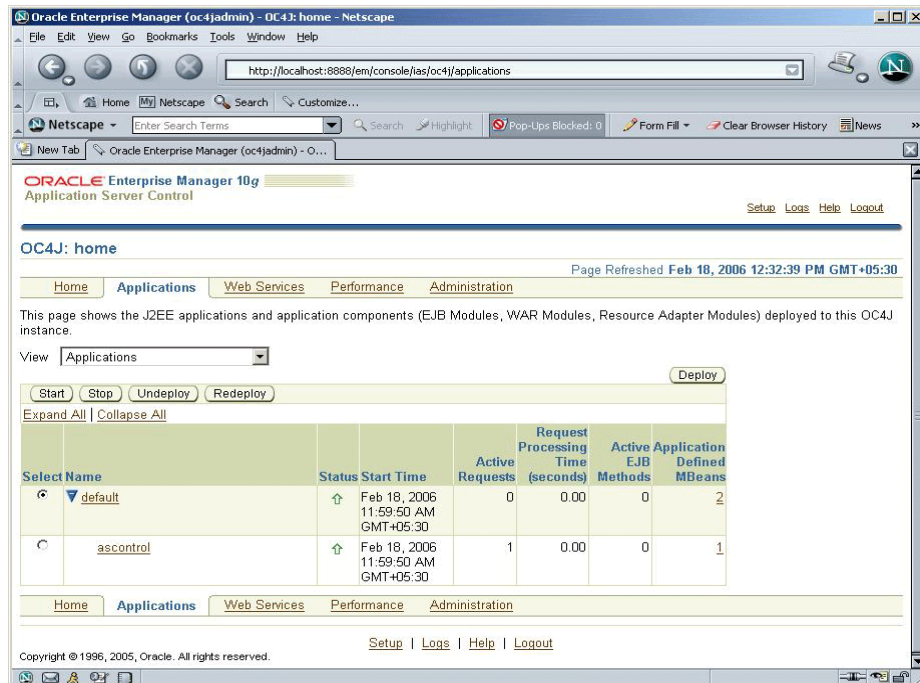 Oracle Enterprise Manager (oc4jadmin) - OC4J: home - Netscape
File Edit View Go Bookmarks Tools Window Help
http://localhost:8888/em/console/ias/oc4j/applications
N
Home My Netscape Search Customize...
Netscape Enter Search Terms Search Highlight Pop-Ups Blocked: 0 Form Fill Clear Browser History News »
New Tab Oracle Enterprise Manager (oc4jadmin) - O...
ORACLE Enterprise Manager 10g
Application Server Control
Setup Logs Help Logout
OC4J: home
Page Refreshed Feb 18, 2006 12:32:39 PM GMT+05:30
Home Applications Web Services Performance Administration
This page shows the J2EE applications and application components (EJB Modules, WAR Modules, Resource Adapter Modules) deployed to this OC4J
instance.
View Applications
Deploy
Start Stop Undeploy Redeploy
Expand All | Collapse All
Select Name Status Start Time Active Requests Request Processing Time (seconds) Active EJB Methods Application Defined MBeans
default Feb 18, 2006 11:59:50 AM GMT+05:30 0 0.00 0 2
ascontrol Feb 18, 2006 11:59:50 AM GMT+05:30 1 0.00 0 1
Home Applications Web Services Performance Administration
Setup | Logs | Help | Logout
Copyright © 1996, 2005, Oracle. All rights reserved.